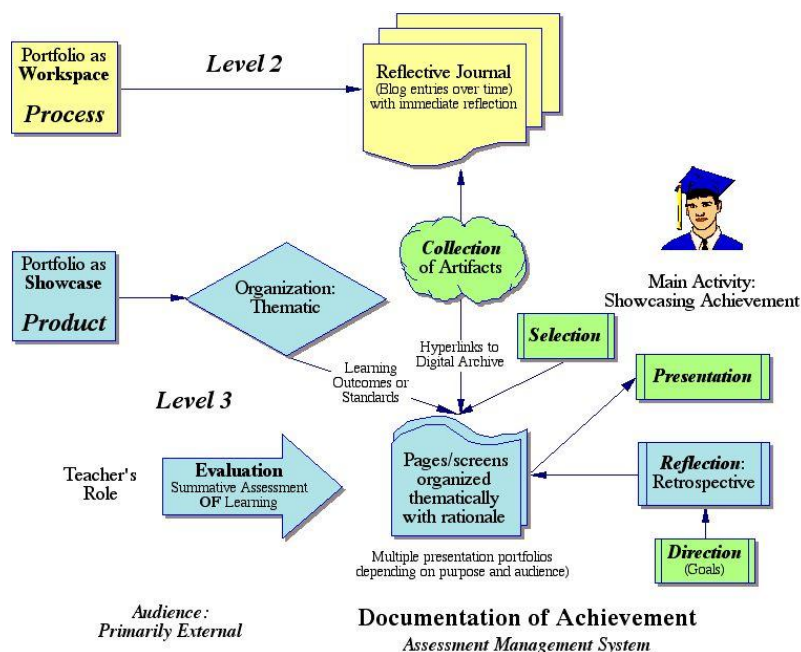 Portfolio as
Workspace
Process
Level 2
Reflective Journal
(Blog entries over time)
with immediate reflection
Collection
of Artifacts
Portfolio as
Showcase
Product
Organization:
Thematic
Main Activity:
Showcasing Achievement
Learning
Outcomes or
Standards
Hyperlinks to
Digital Archive
Selection
Presentation
Level 3
Teacher's
Role
Evaluation
Summative Assessment
OF Learning
Pages/screens
organized
thematically
with rationale
Reflection:
Retrospective
Direction
(Goals)
Multiple presentation portfolios
depending on purpose and audience)
Audience:
Primarily External
Documentation of Achievement
Assessment Management System